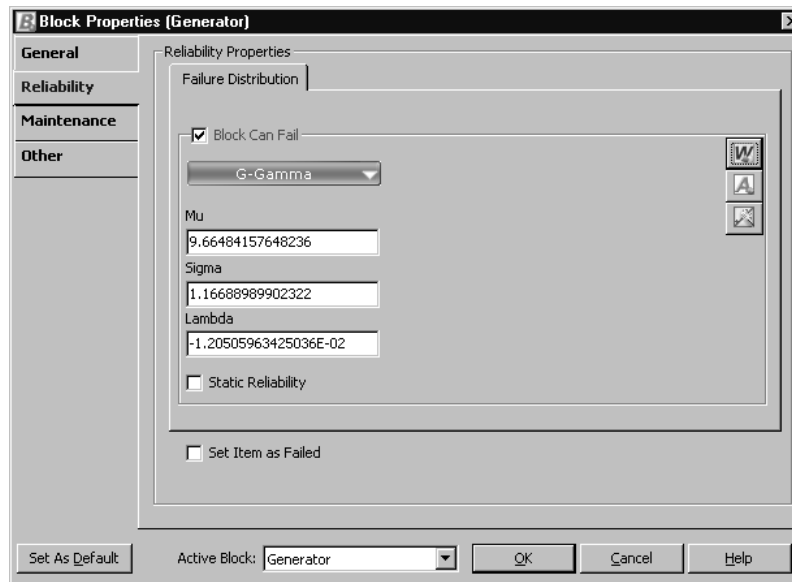 Block Properties (Generator)
General
Reliability
Maintenance
Other
Reliability Properties
Failure Distribution
Block Can Fail
G-Gamma
Mu
9.66484157648236
Sigma
1.16688989902322
Lambda
-1.20505963425036E-02
Static Reliability
Set Item as Failed
W
A
Set As Default
Active Block: Generator
OK
Cancel
Help